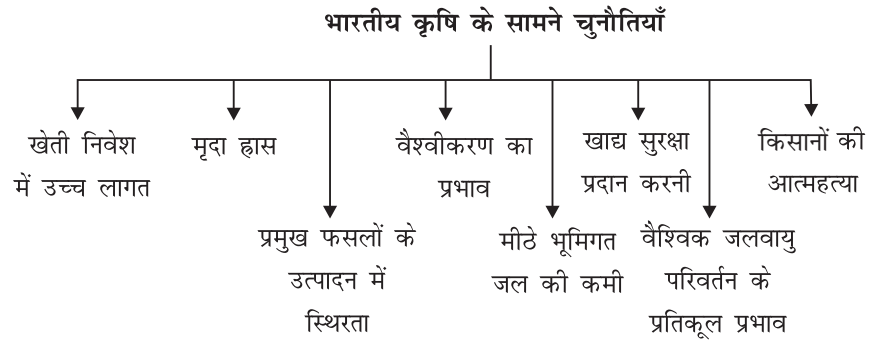 भारतीय कृषि के सामने चुनौतियाँ
खेती निवेश
में उच्च लागत
मृदा ह्रास
प्रमुख फसलों के
उत्पादन में
स्थिरता
वैश्वीकरण का
प्रभाव
मीठे भूमिगत
जल की कमी
खाद्य सुरक्षा
प्रदान करनी
वैश्विक जलवायु
परिवर्तन के
प्रतिकूल प्रभाव
किसानों की
आत्महत्या